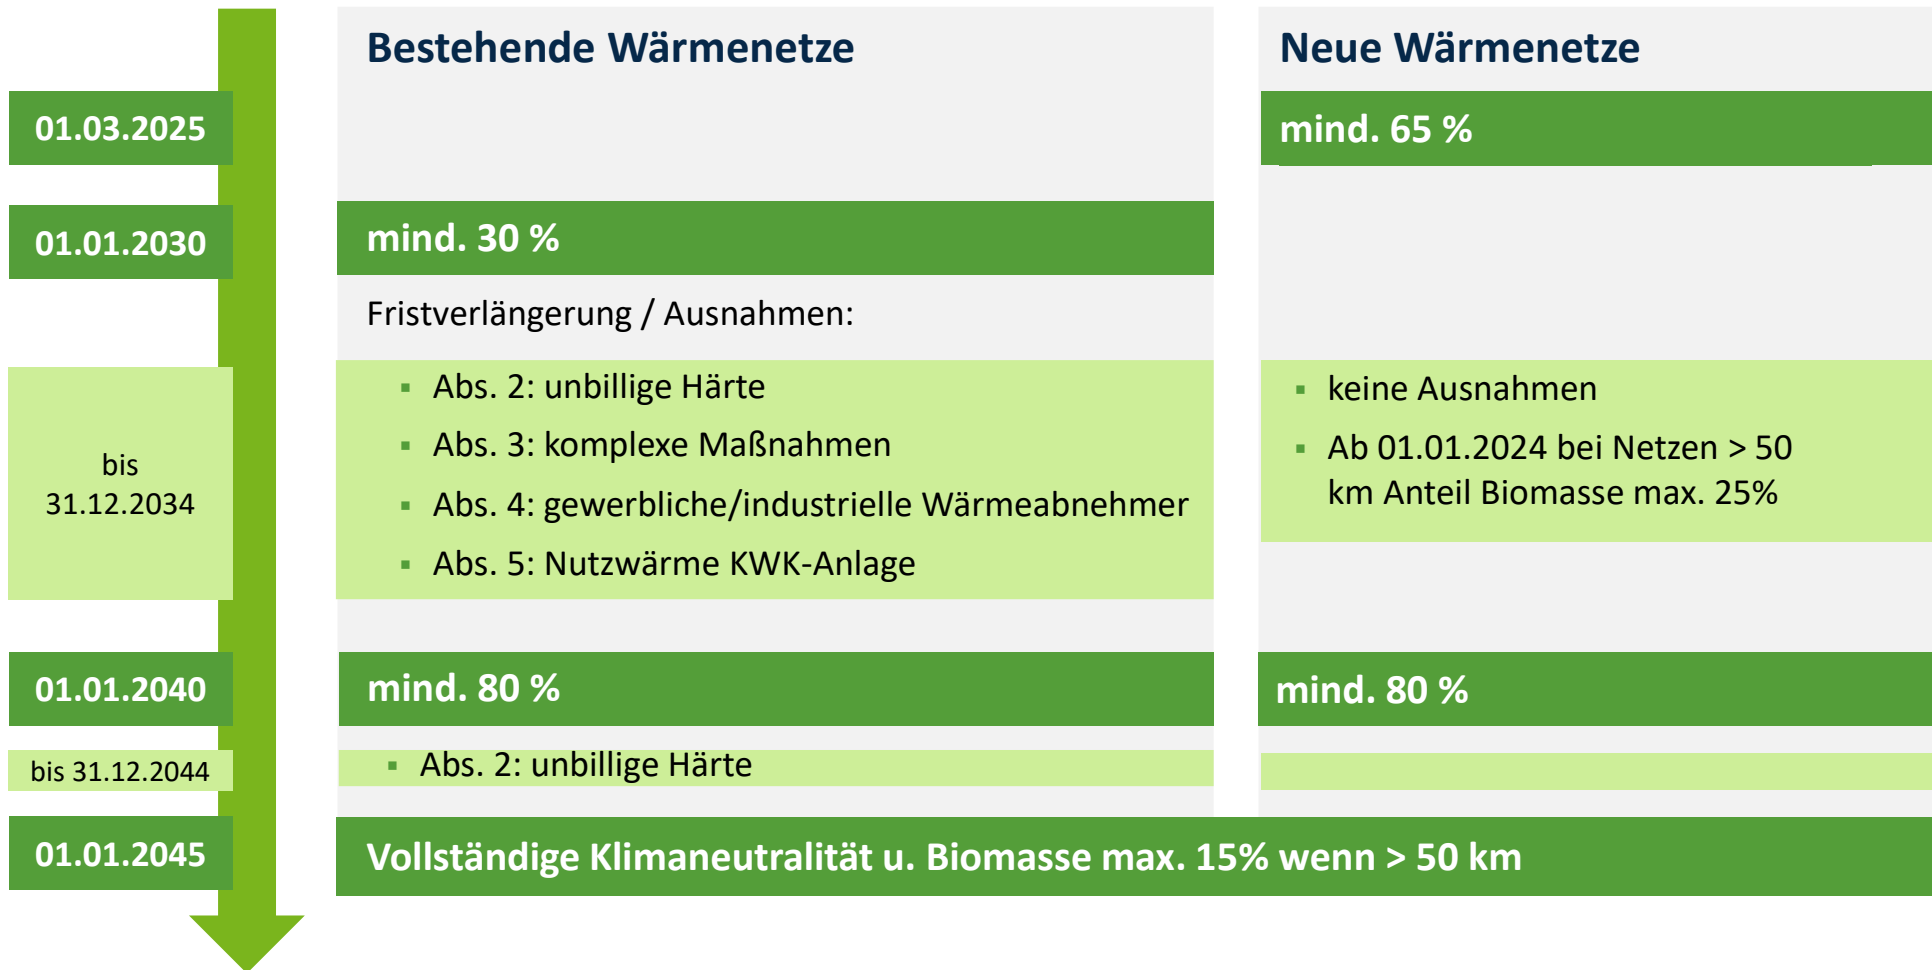 Bestehende Wärmenetze
Neue Wärmenetze
01.03.2025
mind. 65 %
01.01.2030
mind. 30 %
Fristverlängerung / Ausnahmen:
bis
31.12.2034
▪ Abs. 2: unbillige Härte
▪ Abs. 3: komplexe Maßnahmen
▪ Abs. 4: gewerbliche/industrielle Wärmeabnehmer
▪ Abs. 5: Nutzwärme KWK-Anlage
▪ keine Ausnahmen
▪ Ab 01.01.2024 bei Netzen > 50
km Anteil Biomasse max. 25%
01.01.2040
mind. 80 %
mind. 80 %
bis 31.12.2044
▪ Abs. 2: unbillige Härte
01.01.2045
Vollständige Klimaneutralität u. Biomasse max. 15% wenn > 50 km